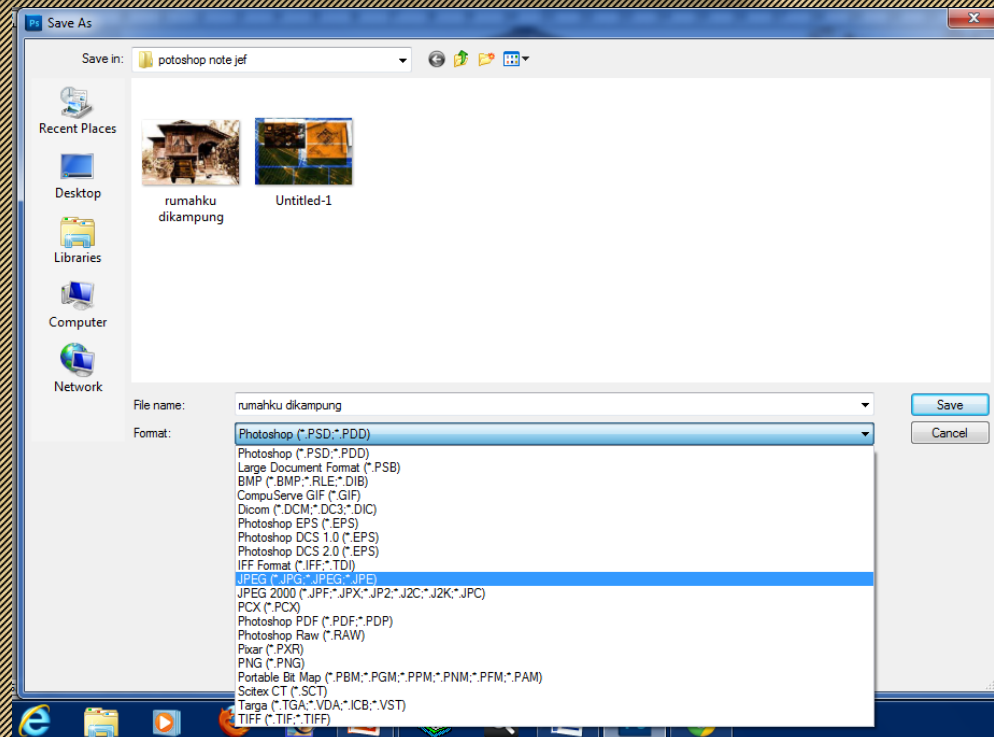 Ps Save As
Save in: potoshop note jef
Recent Places
Desktop
Libraries
Computer
Network
rumahku
dikampung
Untitled-1
File name: rumahku dikampung Save
Format: Photoshop (*.PSD;*.PDD) Cancel
Photoshop (*.PSD;*.PDD)
Large Document Format (*.PSB)
BMP (*.BMP;*.RLE;*.DIB)
CompuServe GIF (*.GIF)
Dicom (*.DCM;*.DC3;*.DIC)
Photoshop EPS (*.EPS)
Photoshop DCS 1.0 (*.EPS)
Photoshop DCS 2.0 (*.EPS)
IFF Format (*.IFF;*.TDI)
JPEG (*.JPG;*.JPEG;*.JPE)
JPEG 2000 (*.JPF;*.JPX;*.JP2;*.J2C;*.J2K;*.JPC)
PCX (*.PCX)
Photoshop PDF (*.PDF;*.PDP)
Photoshop Raw (*.RAW)
Pixar (*.PXR)
PNG (*.PNG)
Portable Bit Map (*.PBM;*.PGM;*.PPM;*.PNM;*.PFM;*.PAM)
Scitex CT (*.SCT)
Targa (*.TGA;*.VDA;*.ICB;*.VST)
TIFF (*.TIF;*.TIFF)